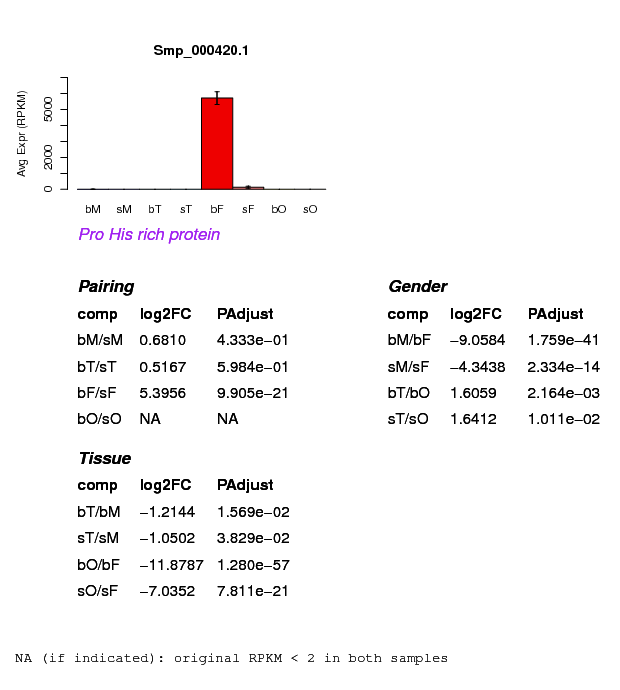 Smp_000420.1
Avg Expr (RPKM)
5000
2000
0
bM sM bT sT bF sF bO sO
Pro His rich protein
Pairing
comp log2FC PAdjust
bM/sM 0.6810 4.333e−01
bT/sT 0.5167 5.984e−01
bF/sF 5.3956 9.905e−21
bO/sO NA NA
Gender
comp log2FC PAdjust
bM/bF −9.0584 1.759e−41
sM/sF −4.3438 2.334e−14
bT/bO 1.6059 2.164e−03
sT/sO 1.6412 1.011e−02
Tissue
comp log2FC PAdjust
bT/bM −1.2144 1.569e−02
sT/sM −1.0502 3.829e−02
bO/bF −11.8787 1.280e−57
sO/sF −7.0352 7.811e−21
NA (if indicated): original RPKM < 2 in both samples